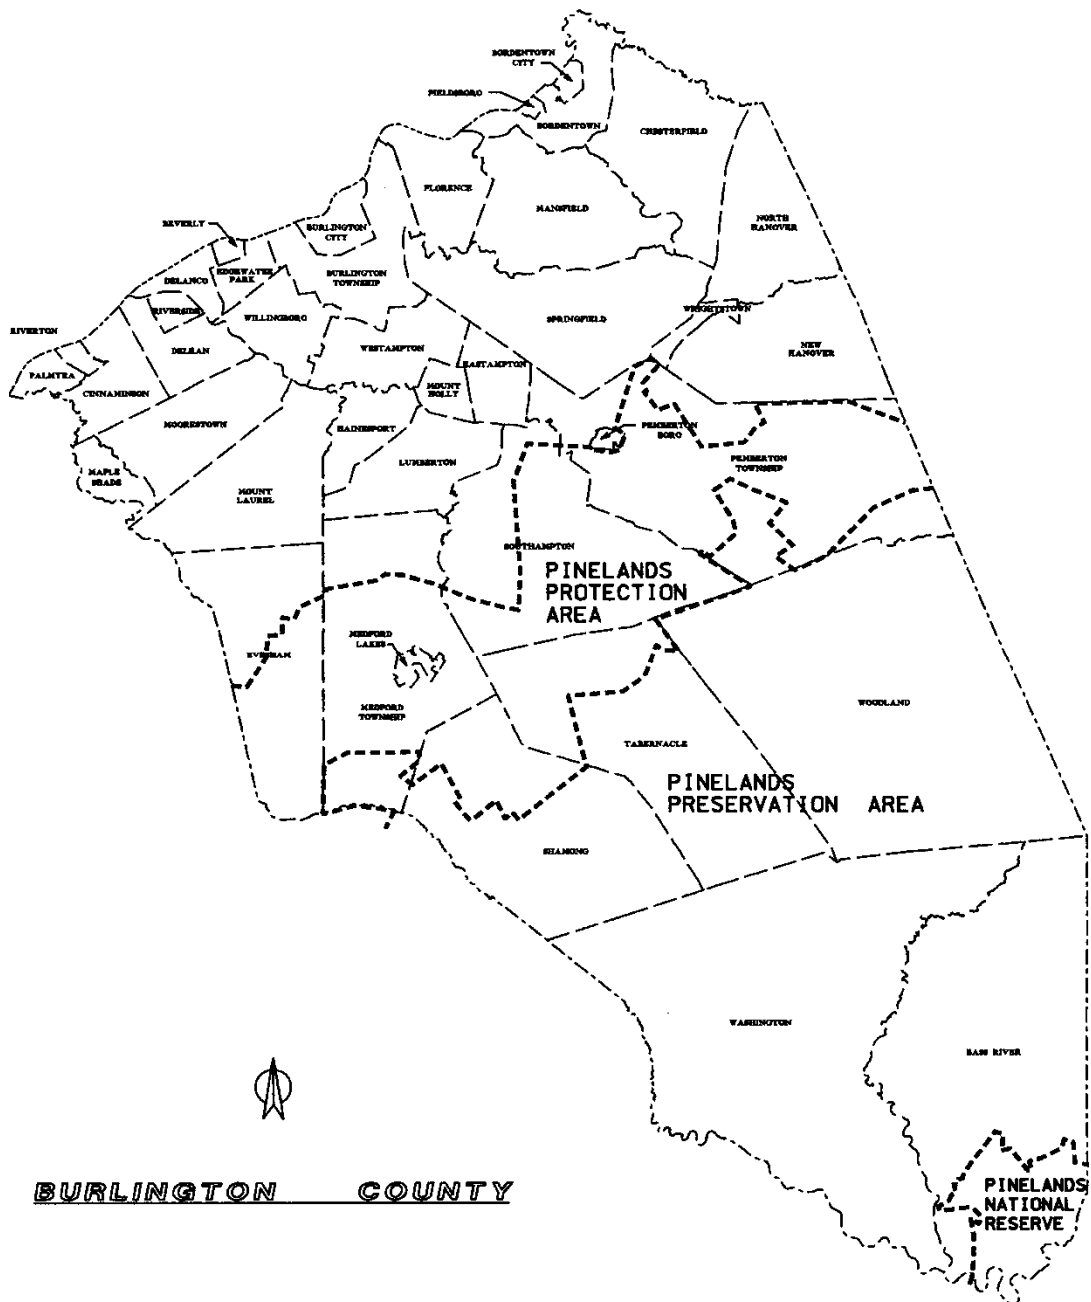 BORDENTOWN
CITY
FIELDSBORO
BORDENTOWN
CHESTERFIELD
FLORENCE
MANSFIELD
NORTH
HANOVER
BEVERLY
BURLINGTON
CITY
EDGEWATER
PARK
DELANCO
BURLINGTON
TOWNSHIP
RIVERSIDE
WILLINGBORO
SPRINGFIELD
WRIGHTSTOWN
RIVERTON
DELRAN
WESTAMPTON
NEW
HANOVER
PALMYRA
CINNAMINSON
EASTAMPTON
MOUNT
HOLLY
MOORESTOWN
HAINESPORT
PEMBERTON
BORO
LUMBERTON
PEMBERTON
TOWNSHIP
MAPLE
SHADE
MOUNT
LAUREL
SOUTHAMPTON
PINELANDS
PROTECTION
AREA
MEDFORD
LAKES
EVESHAM
MEDFORD
TOWNSHIP
WOODLAND
TABERNACLE
PINELANDS
PRESERVATION AREA
SHAMONG
WASHINGTON
BASS RIVER
PINELANDS
NATIONAL
RESERVE
BURLINGTON COUNTY